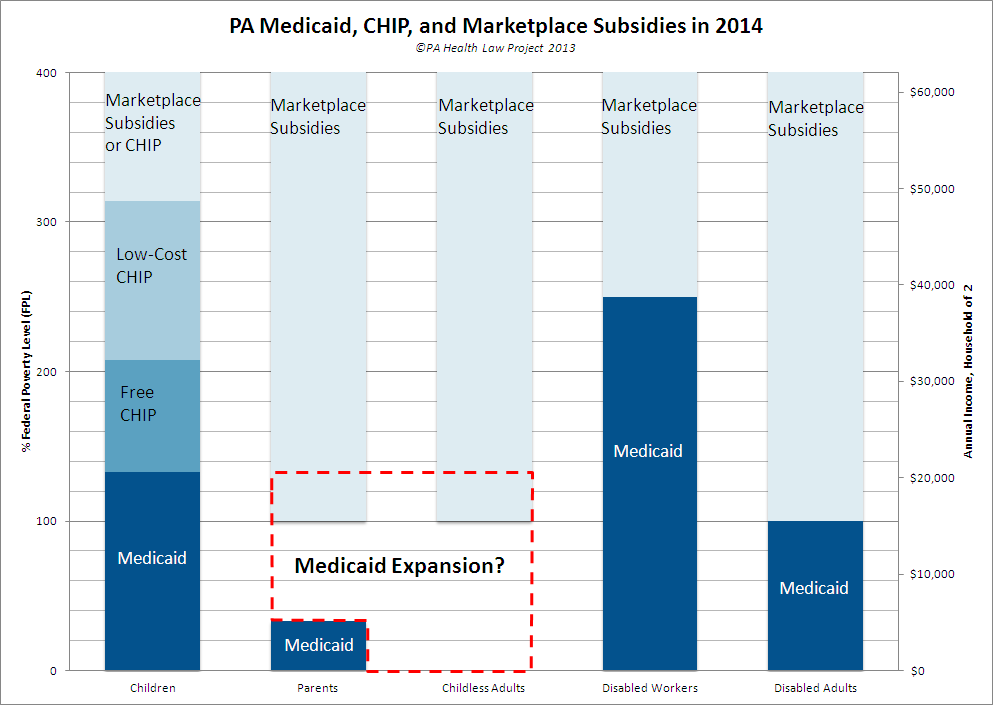 PA Medicaid, CHIP, and Marketplace Subsidies in 2014
©PA Health Law Project 2013
% Federal Poverty Level (FPL)
400
300
200
100
0
Marketplace
Subsidies
or CHIP
Low-Cost
CHIP
Free
CHIP
Medicaid
Marketplace
Subsidies
Medicaid
Marketplace
Subsidies
Medicaid Expansion?
Marketplace
Subsidies
Medicaid
Marketplace
Subsidies
Medicaid
$60,000
$50,000
$40,000
$30,000
$20,000
$10,000
$0
Annual Income, Household of 2
Children
Parents
Childless Adults
Disabled Workers
Disabled Adults